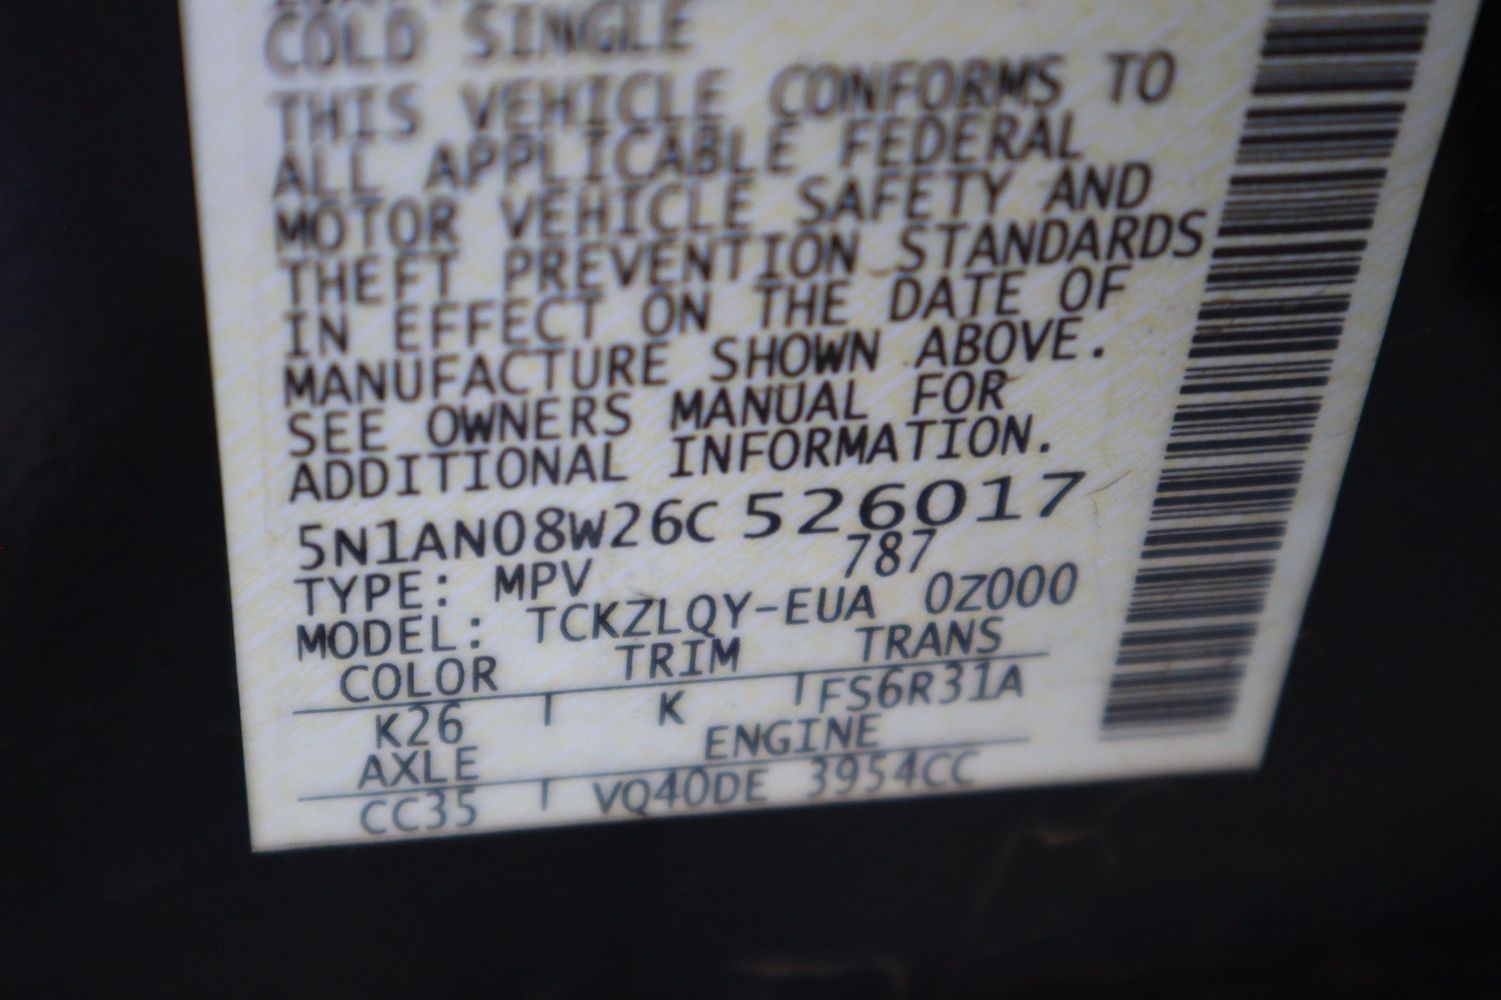 COLD SINGLE
THIS VEHICLE CONFORMS TO
ALL APPLICABLE FEDERAL
MOTOR VEHICLE SAFETY AND
THEFT PREVENTION STANDARDS
IN EFFECT ON THE DATE OF
MANUFACTURE SHOWN ABOVE.
SEE OWNERS MANUAL FOR
ADDITIONAL INFORMATION.
5N1AN08W26C526017
TYPE: MPV 787
MODEL: TCKZLQY-EUA 0Z000
COLOR TRIM TRANS
K26 K FS6R31A
AXLE ENGINE
CC35 VQ40DE 3954CC